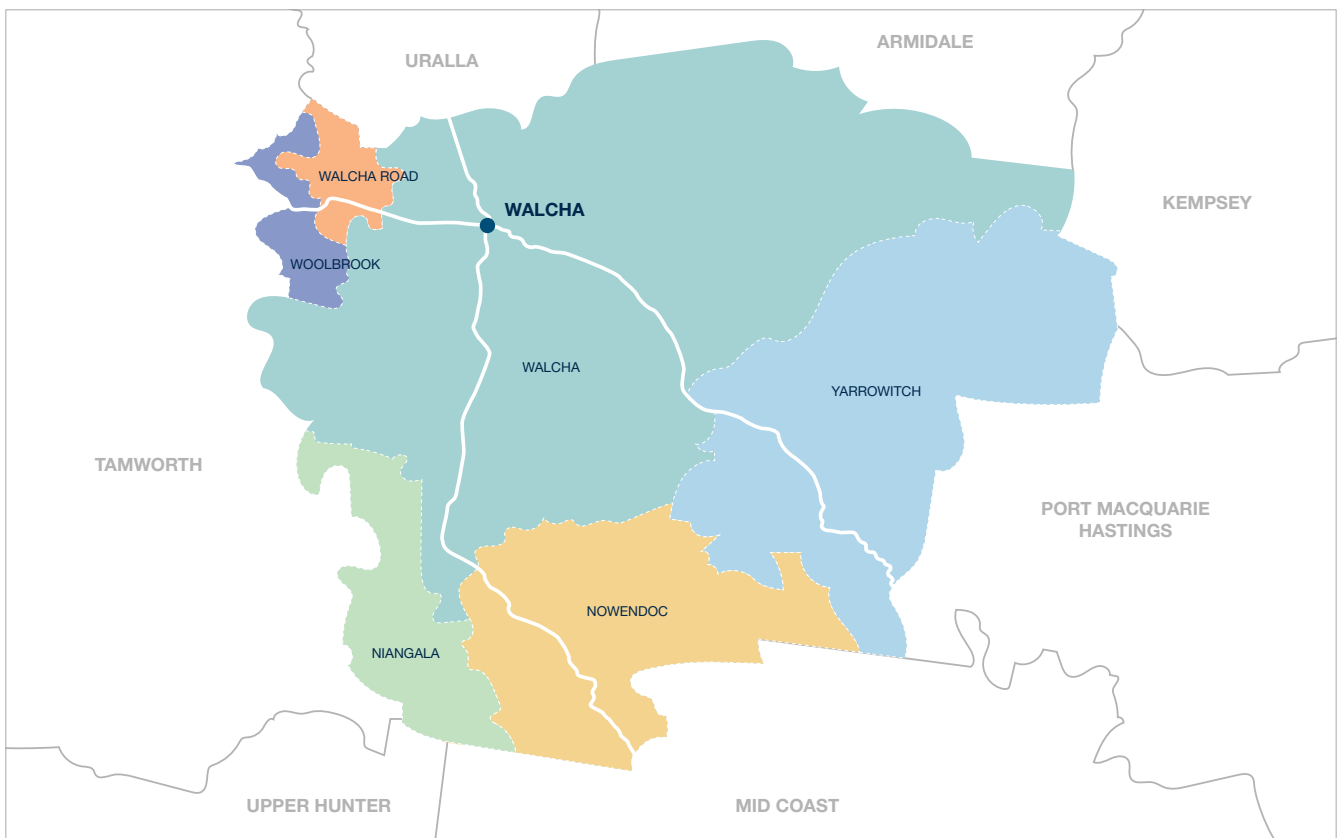 ARMIDALE
URALLA
WALCHA ROAD
KEMPSEY
WALCHA
WOOLBROOK
WALCHA
YARROWITCH
TAMWORTH
PORT MACQUARIE
HASTINGS
NOWENDOC
NIANGALA
UPPER HUNTER
MID COAST